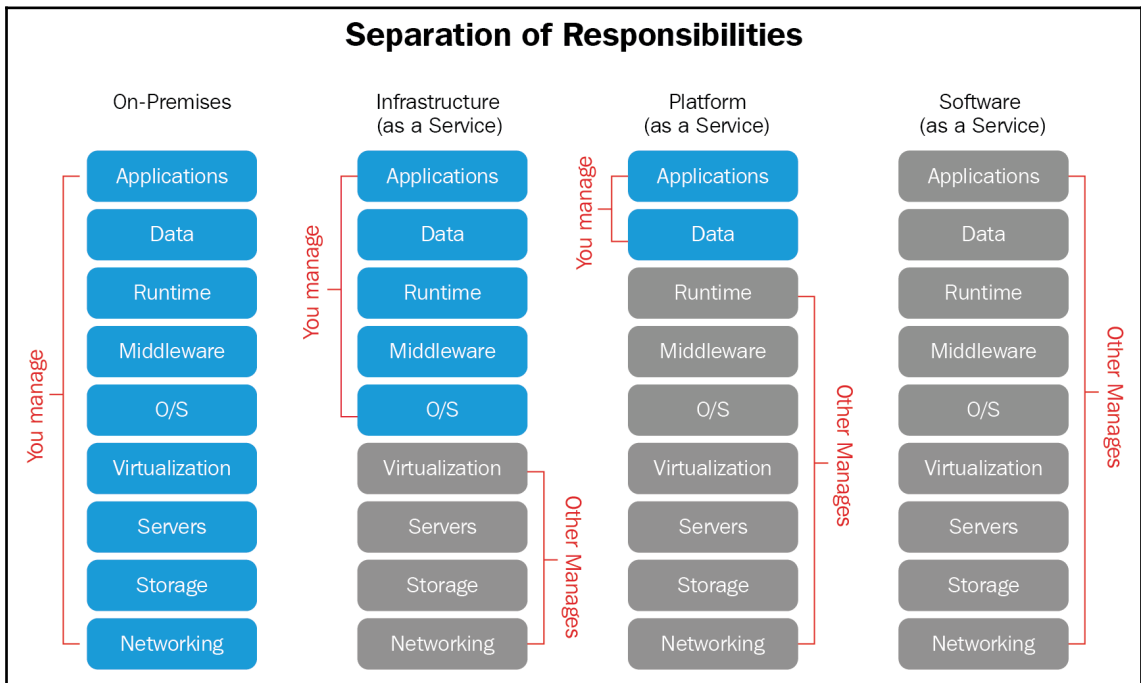 Separation of Responsibilities
On-Premises
Infrastructure
(as a Service)
Platform
(as a Service)
Software
(as a Service)
You manage
Applications
Data
Runtime
Middleware
O/S
Virtualization
Servers
Storage
Networking
You manage
Applications
Data
Runtime
Middleware
O/S
Virtualization
Servers
Storage
Networking
Other Manages
You manage
Applications
Data
Runtime
Middleware
O/S
Virtualization
Servers
Storage
Networking
Other Manages
Applications
Data
Runtime
Middleware
O/S
Virtualization
Servers
Storage
Networking
Other Manages